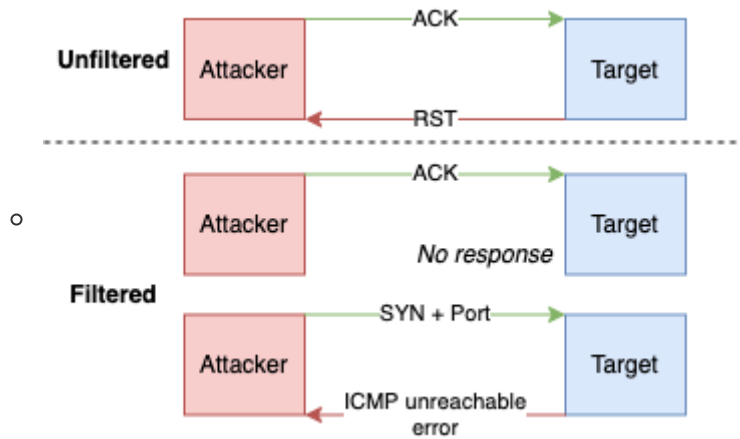 ACK
Unfiltered
Attacker
Target
RST
ACK
Attacker
Target
No response
Filtered
SYN + Port
Attacker
Target
ICMP unreachable
error